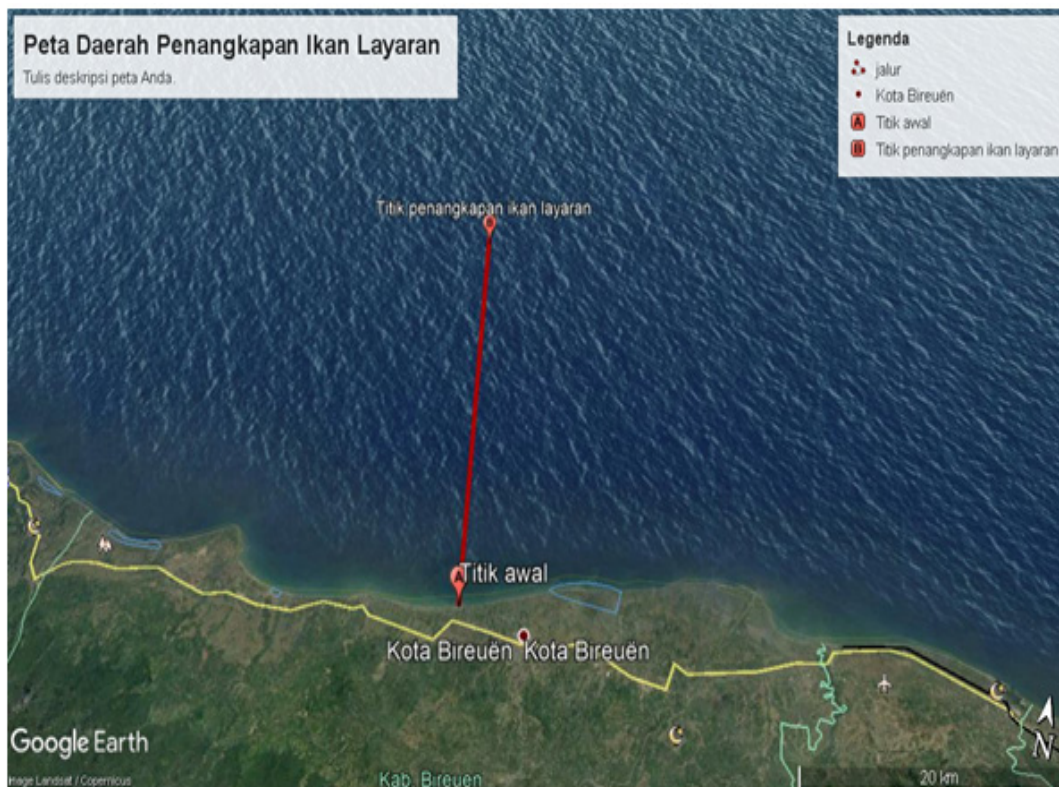 Peta Daerah Penangkapan Ikan Layaran
Tulis deskripsi peta Anda.
Legenda
jalur
Kota Bireuën
A Titik awal
B Titik penangkapan ikan layaran
Titik penangkapan ikan layaran
A
Titik awal
Kota Bireuën Kota Bireuën
Google Earth
N
Image Landsat / Copernicus
Kab. Bireuen
20 km